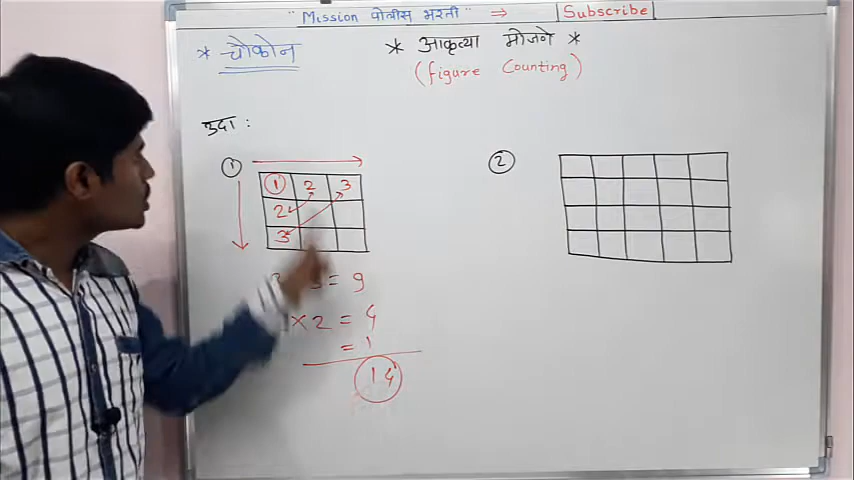 "Mission पोलीस भरती" → Subscribe
* चौकोन
* आकृत्या मोजणे *
(figure Counting)
उदा :
①
1 2 3
2
3
= 9
× 2 = 4
= 1
14
②